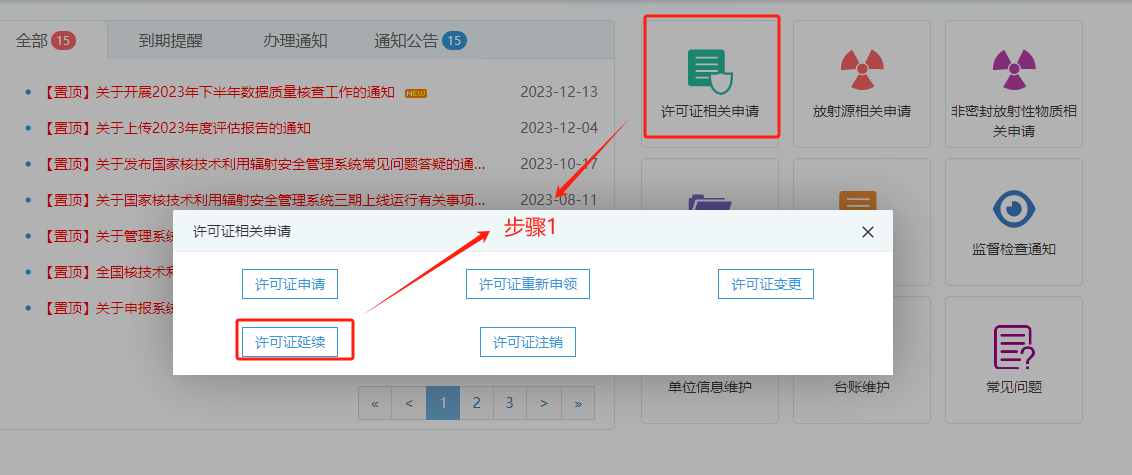 全部 15 到期提醒 办理通知 通知公告 15
【置顶】关于开展2023年下半年数据质量核查工作的通知 NEW 2023-12-13
【置顶】关于上传2023年度评估报告的通知 2023-12-04
【置顶】关于发布国家核技术利用辐射安全管理系统常见问题答疑的通... 2023-10-17
【置顶】关于国家核技术利用辐射安全管理系统三期上线运行有关事项... 2023-08-11
【置顶】关于管理系统
【置顶】全国核技术利
【置顶】关于申报系统
« < 1 2 3 > »
许可证相关申请
放射源相关申请
非密封放射性物质相
关申请
监督检查通知
单位信息维护
台账维护
常见问题
步骤1
许可证相关申请
许可证申请 许可证重新申领 许可证变更
许可证延续 许可证注销